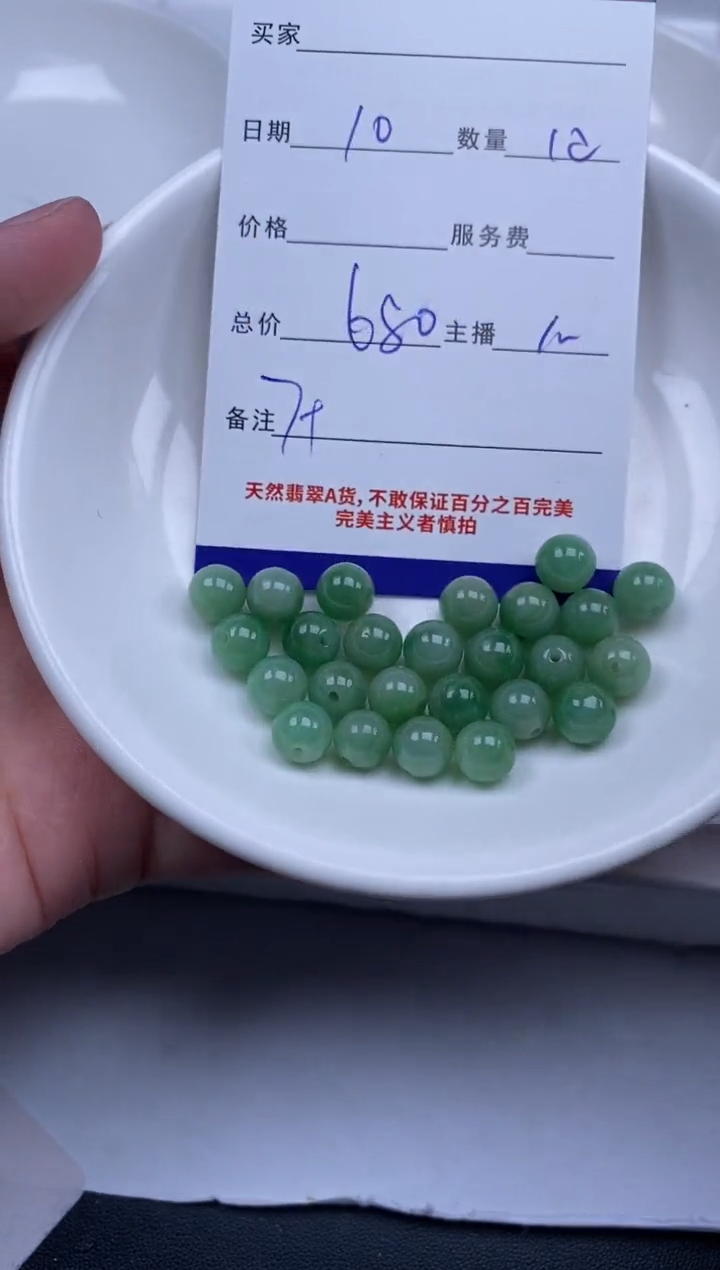 买家
日期 10 数量 12
价格 服务费
总价 680 主播
备注 7+
天然翡翠A货,不敢保证百分之百完美
完美主义者慎拍